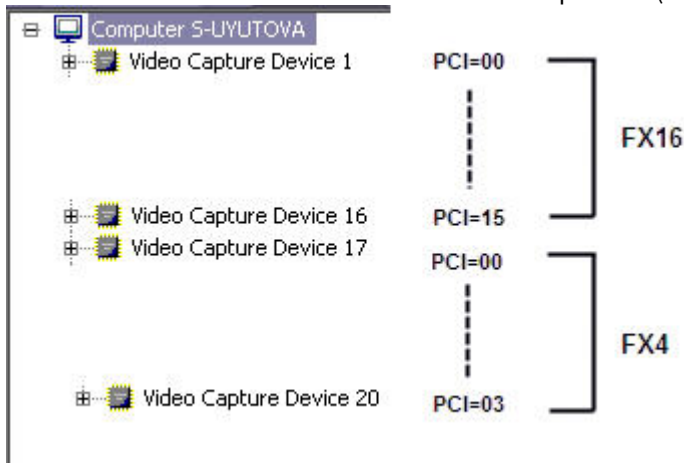 Computer S-UYUTOVA
Video Capture Device 1 PCI=00
FX16
Video Capture Device 16 PCI=15
Video Capture Device 17 PCI=00
FX4
Video Capture Device 20 PCI=03